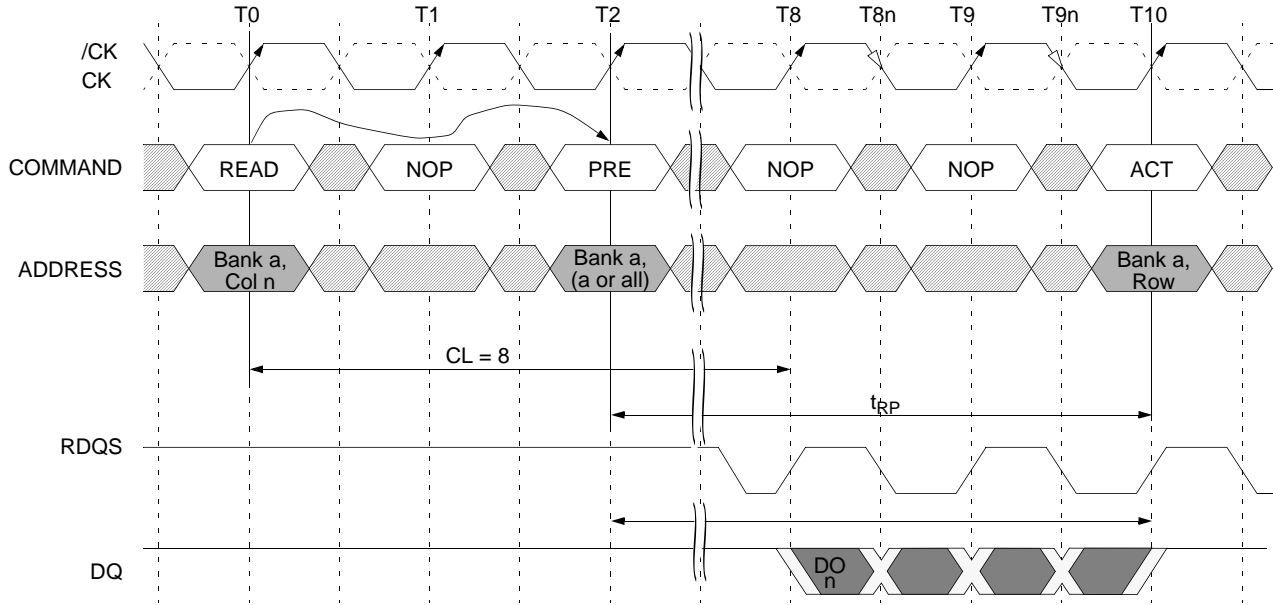 T0 T1 T2 T8 T8n T9 T9n T10
/CK
CK
COMMAND READ NOP PRE NOP NOP ACT
ADDRESS
Bank a,
Col n
Bank a,
(a or all)
Bank a,
Row
CL = 8
tRP
RDQS
DQ
DO
n